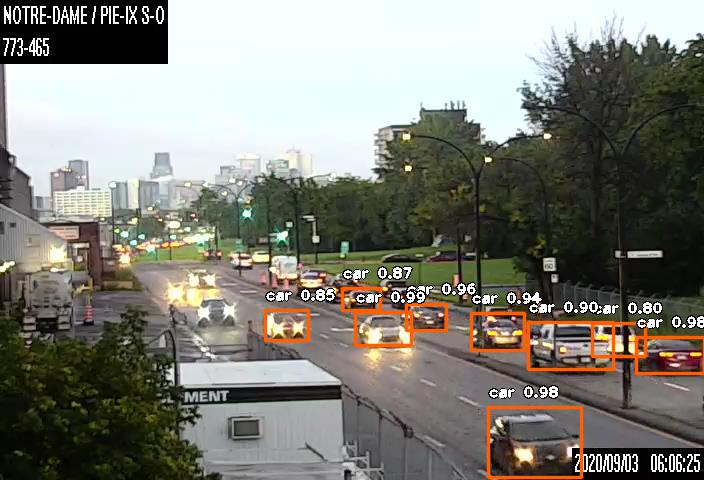 NOTRE-DAME / PIE-IX S-O
773-465
car 0.87
car 0.85
car 0.99
car 0.96
car 0.94
car 0.90
car 0.80
car 0.98
car 0.98
MENT
2020/09/03 06:06:25